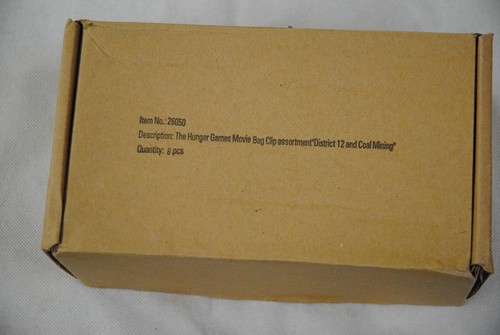 Item No.: 26050
Description: The Hunger Games Movie Bag Clip assortment"District 12 and Coal Mining"
Quantity: 8 pcs